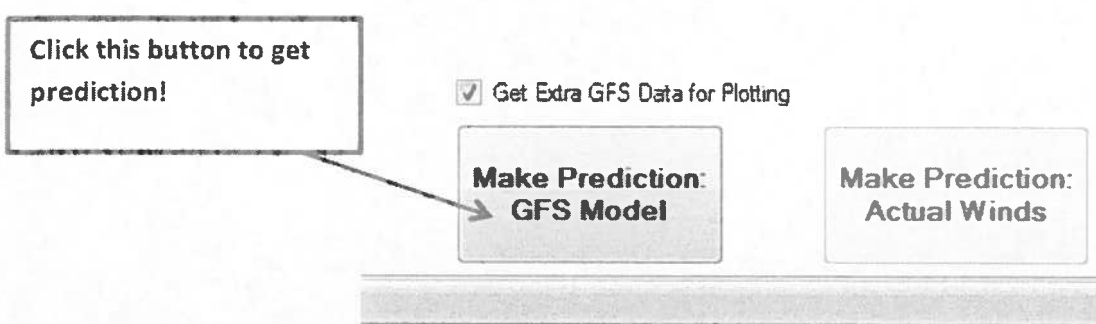 Click this button to get
prediction!
Get Extra GFS Data for Plotting
Make Prediction:
GFS Model
Make Prediction:
Actual Winds